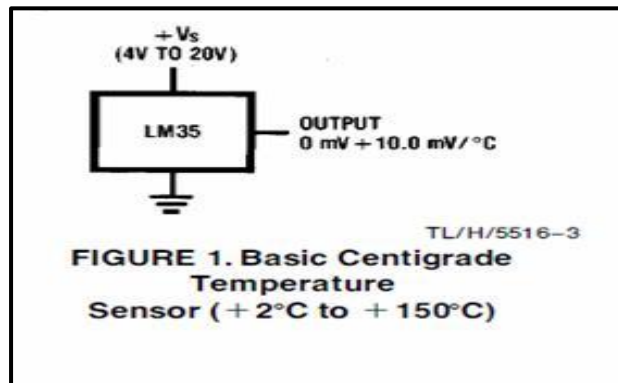 +Vs
(4V TO 20V)
LM35
OUTPUT
0 mV + 10.0 mV/°C
TL/H/5516-3
FIGURE 1. Basic Centigrade
Temperature
Sensor (+2°C to +150°C)